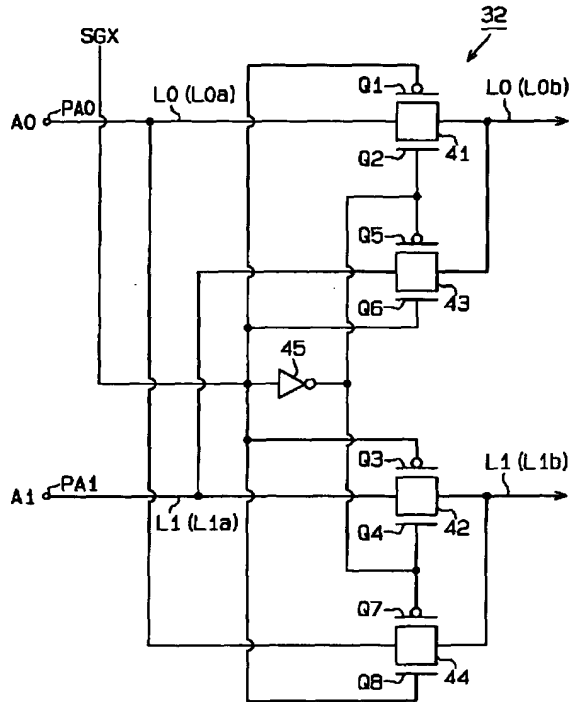 32
SGX
Q1
L0 (L0b)
A0
PA0
L0 (L0a)
Q2
41
Q5
Q6
43
45
Q3
L1 (L1b)
A1
PA1
L1 (L1a)
Q4
42
Q7
Q8
44